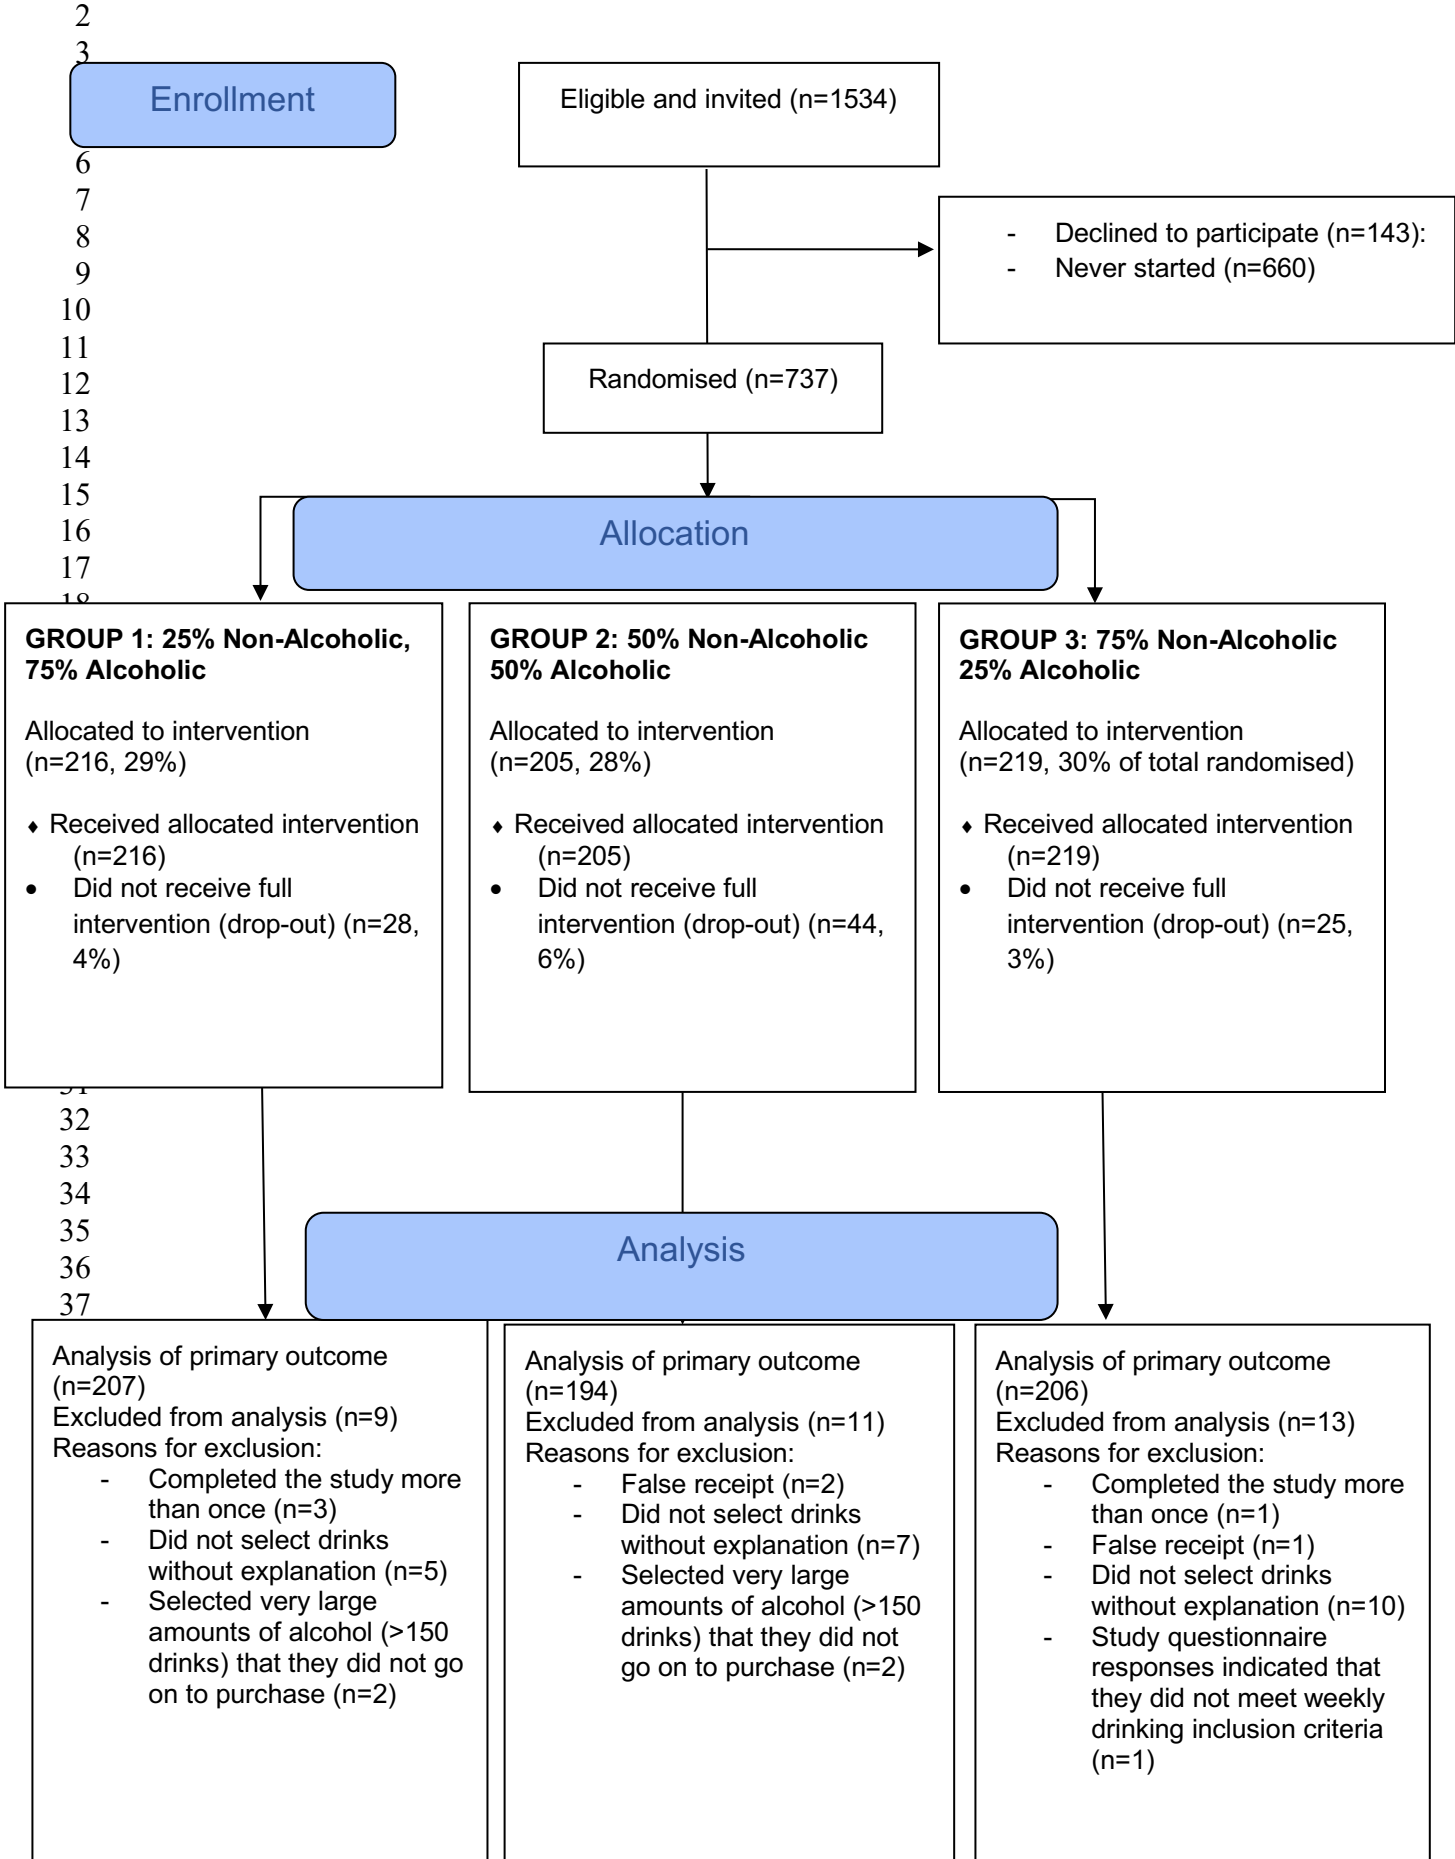 2
3
Enrollment
Eligible and invited (n=1534)
6
7
8
- Declined to participate (n=143):
9
- Never started (n=660)
10
11
12
Randomised (n=737)
13
14
15
16
Allocation
17
18
GROUP 1: 25% Non-Alcoholic,
75% Alcoholic
Allocated to intervention
(n=216, 29%)
♦ Received allocated intervention
(n=216)
• Did not receive full
intervention (drop-out) (n=28,
4%)
GROUP 2: 50% Non-Alcoholic
50% Alcoholic
Allocated to intervention
(n=205, 28%)
♦ Received allocated intervention
(n=205)
• Did not receive full
intervention (drop-out) (n=44,
6%)
GROUP 3: 75% Non-Alcoholic
25% Alcoholic
Allocated to intervention
(n=219, 30% of total randomised)
♦ Received allocated intervention
(n=219)
• Did not receive full
intervention (drop-out) (n=25,
3%)
31
32
33
34
35
Analysis
36
37
Analysis of primary outcome
(n=207)
Excluded from analysis (n=9)
Reasons for exclusion:
- Completed the study more
than once (n=3)
- Did not select drinks
without explanation (n=5)
- Selected very large
amounts of alcohol (>150
drinks) that they did not go
on to purchase (n=2)
Analysis of primary outcome
(n=194)
Excluded from analysis (n=11)
Reasons for exclusion:
- False receipt (n=2)
- Did not select drinks
without explanation (n=7)
- Selected very large
amounts of alcohol (>150
drinks) that they did not
go on to purchase (n=2)
Analysis of primary outcome
(n=206)
Excluded from analysis (n=13)
Reasons for exclusion:
- Completed the study more
than once (n=1)
- False receipt (n=1)
- Did not select drinks
without explanation (n=10)
- Study questionnaire
responses indicated that
they did not meet weekly
drinking inclusion criteria
(n=1)